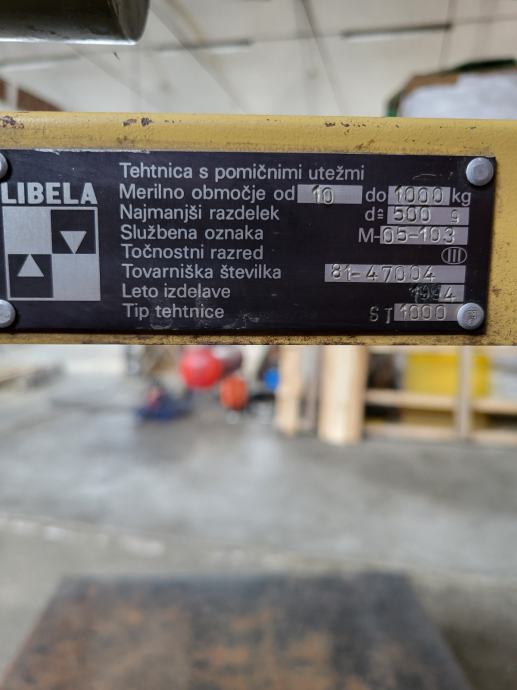 LIBELA
Tehtnica s pomičnimi utežmi
Merilno območje od 10 do 1000 kg
Najmanjši razdelek d= 500 g
Službena oznaka M-05-103
Točnostni razred III
Tovarniška številka 81-47004
Leto izdelave 1994
Tip tehtnice ST 1000